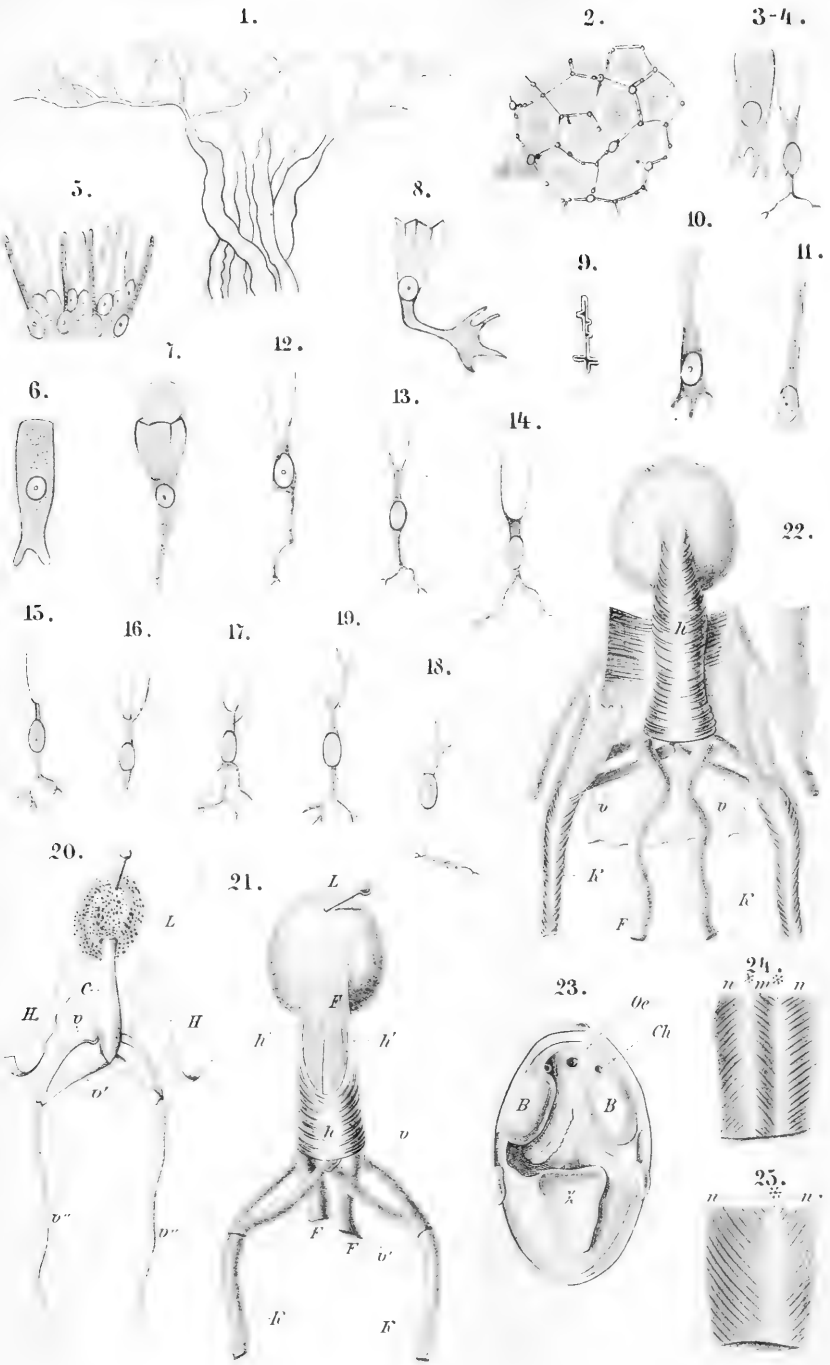 1.
2.
3-4.
5.
8.
9.
10.
11.
6.
7.
12.
13.
14.
22.
h
v v
K K
F
15.
16.
17.
19.
18.
20.
L
C
H v H
v'
v'' v''
21.
L
F
h' h'
h
v
F F
v'
K K
23.
Oe
Ch
B B
X
24.
n * m * n
25.
n * n